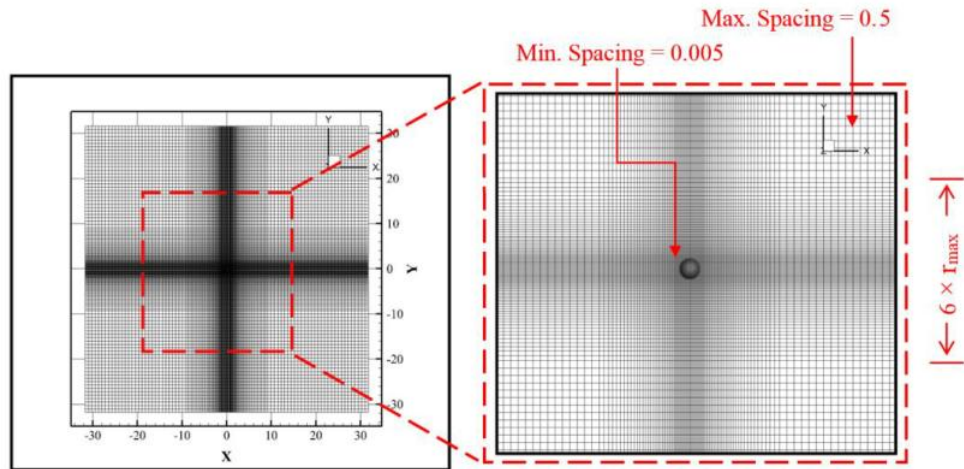 Max. Spacing = 0.5
Min. Spacing = 0.005
Y
X
30
20
10
0
-10
-20
-30
Y
-30 -20 -10 0 10 20 30
X
Y
Z X
6 × rmax